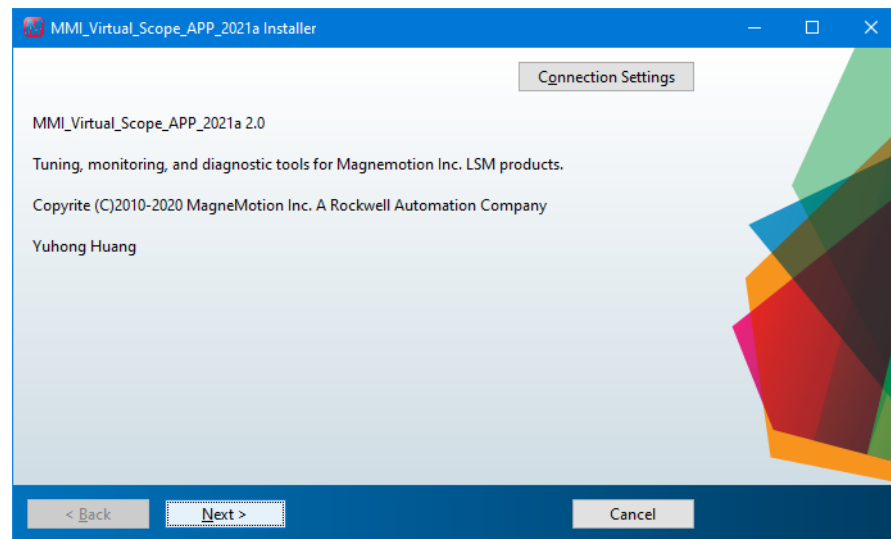 MMI_Virtual_Scope_APP_2021a Installer
Connection Settings
MMI_Virtual_Scope_APP_2021a 2.0
Tuning, monitoring, and diagnostic tools for Magnemotion Inc. LSM products.
Copyrite (C)2010-2020 MagneMotion Inc. A Rockwell Automation Company
Yuhong Huang
< Back Next > Cancel